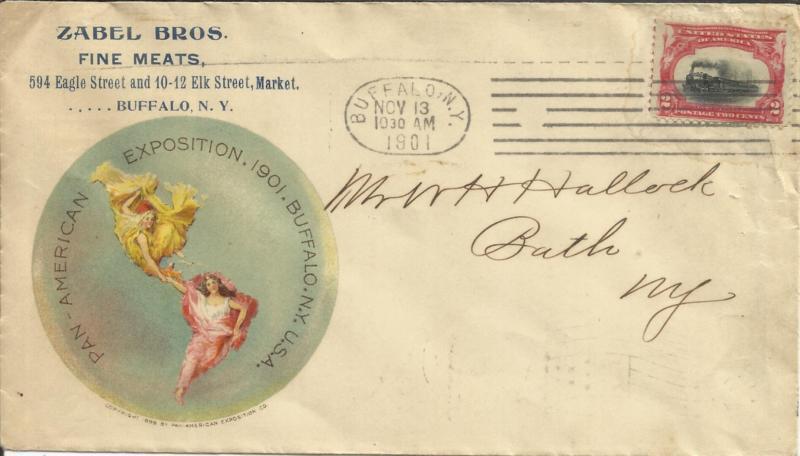 ZABEL BROS.
FINE MEATS,
594 Eagle Street and 10-12 Elk Street, Market.
..... BUFFALO, N. Y.
BUFFALO, N.Y.
NOV 13
10 30 AM
1901
UNITED STATES
OF AMERICA
2 2
POSTAGE TWO CENTS
PAN-AMERICAN EXPOSITION. 1901. BUFFALO. N.Y. U.S.A.
Mr W H Hallock
Bath
NY
COPYRIGHT 1899 BY PAN-AMERICAN EXPOSITION CO.